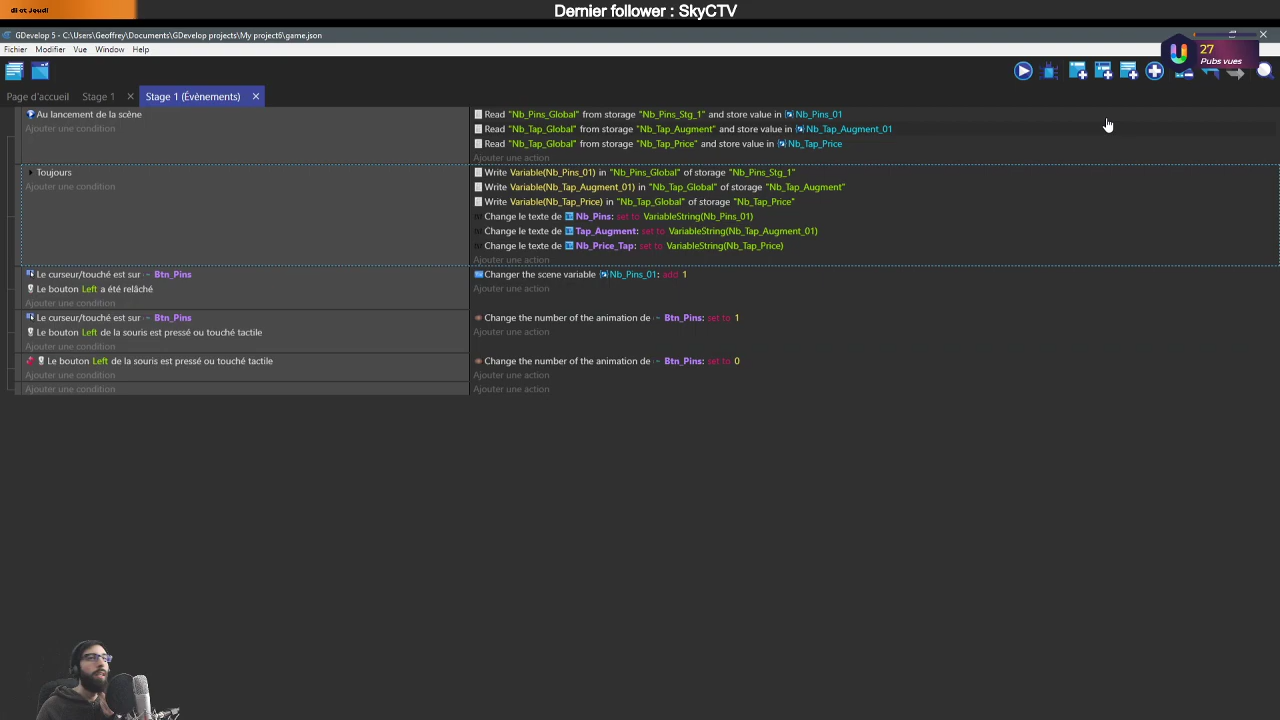 di et Jeudi
Dernier follower : SkyCTV
GDevelop 5 - C:\Users\Geoffrey\Documents\GDevelop projects\My project6\game.json
Fichier Modifier Vue Window Help
27
Pubs vues
Page d'accueil Stage 1 Stage 1 (Évènements)
Au lancement de la scène
Ajouter une condition
Read "Nb_Pins_Global" from storage "Nb_Pins_Stg_1" and store value in Nb_Pins_01
Read "Nb_Tap_Global" from storage "Nb_Tap_Augment" and store value in Nb_Tap_Augment_01
Read "Nb_Tap_Global" from storage "Nb_Tap_Price" and store value in Nb_Tap_Price
Ajouter une action
Toujours
Ajouter une condition
Write Variable(Nb_Pins_01) in "Nb_Pins_Global" of storage "Nb_Pins_Stg_1"
Write Variable(Nb_Tap_Augment_01) in "Nb_Tap_Global" of storage "Nb_Tap_Augment"
Write Variable(Nb_Tap_Price) in "Nb_Tap_Global" of storage "Nb_Tap_Price"
Change le texte de Nb_Pins: set to VariableString(Nb_Pins_01)
Change le texte de Tap_Augment: set to VariableString(Nb_Tap_Augment_01)
Change le texte de Nb_Price_Tap: set to VariableString(Nb_Tap_Price)
Ajouter une action
Le curseur/touché est sur Btn_Pins
Le bouton Left a été relâché
Ajouter une condition
Changer the scene variable Nb_Pins_01: add 1
Ajouter une action
Le curseur/touché est sur Btn_Pins
Le bouton Left de la souris est pressé ou touché tactile
Ajouter une condition
Change the number of the animation de Btn_Pins: set to 1
Ajouter une action
Le bouton Left de la souris est pressé ou touché tactile
Ajouter une condition
Change the number of the animation de Btn_Pins: set to 0
Ajouter une action
Ajouter une condition
Ajouter une action